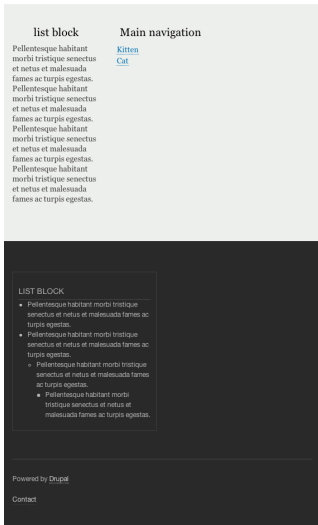 list block
Pellentesque habitant
morbi tristique senectus
et netus et malesuada
fames ac turpis egestas.
Pellentesque habitant
morbi tristique senectus
et netus et malesuada
fames ac turpis egestas.
Pellentesque habitant
morbi tristique senectus
et netus et malesuada
fames ac turpis egestas.
Pellentesque habitant
morbi tristique senectus
et netus et malesuada
fames ac turpis egestas.
Main navigation
Kitten
Cat
LIST BLOCK
Pellentesque habitant morbi tristique
senectus et netus et malesuada fames ac
turpis egestas.
Pellentesque habitant morbi tristique
senectus et netus et malesuada fames ac
turpis egestas.
Pellentesque habitant morbi tristique
senectus et netus et malesuada fames
ac turpis egestas.
Pellentesque habitant morbi
tristique senectus et netus et
malesuada fames ac turpis egestas.
Powered by Drupal
Contact